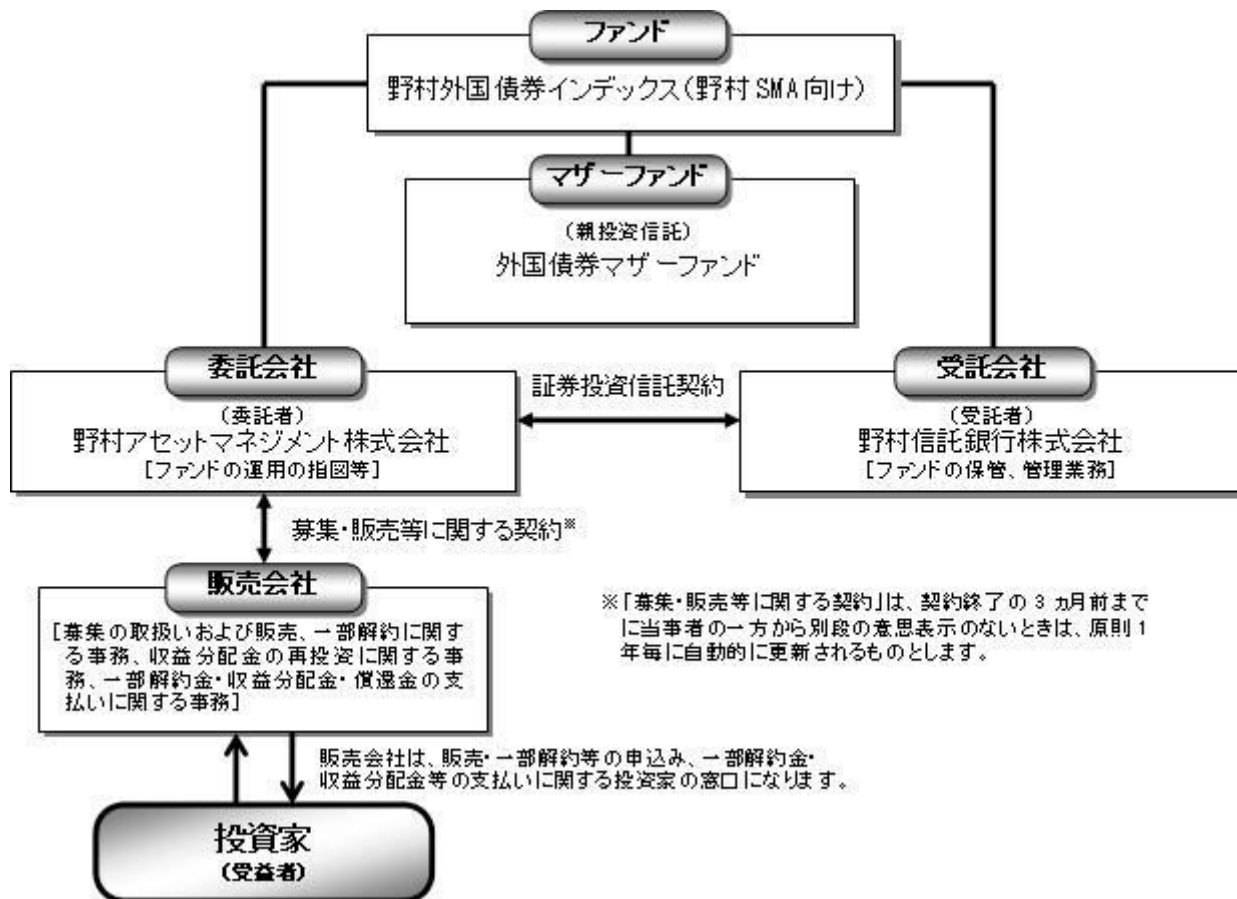 ファンド
野村外国債券インデックス(野村SMA向け)
マザーファンド
(親投資信託)
外国債券マザーファンド
委託会社
(委託者)
野村アセットマネジメント株式会社
[ファンドの運用の指図等]
証券投資信託契約
受託会社
(受託者)
野村信託銀行株式会社
[ファンドの保管、管理業務]
募集・販売等に関する契約※
販売会社
[募集の取扱いおよび販売、一部解約に関す
る事務、収益分配金の再投資に関する事
務、一部解約金・収益分配金・償還金の支
払いに関する事務]
※「募集・販売等に関する契約」は、契約終了の3ヵ月前まで
に当事者の一方から別段の意思表示のないときは、原則1
年毎に自動的に更新されるものとします。
販売会社は、販売・一部解約等の申込み、一部解約金・
収益分配金等の支払いに関する投資家の窓口になります。
投資家
(受益者)